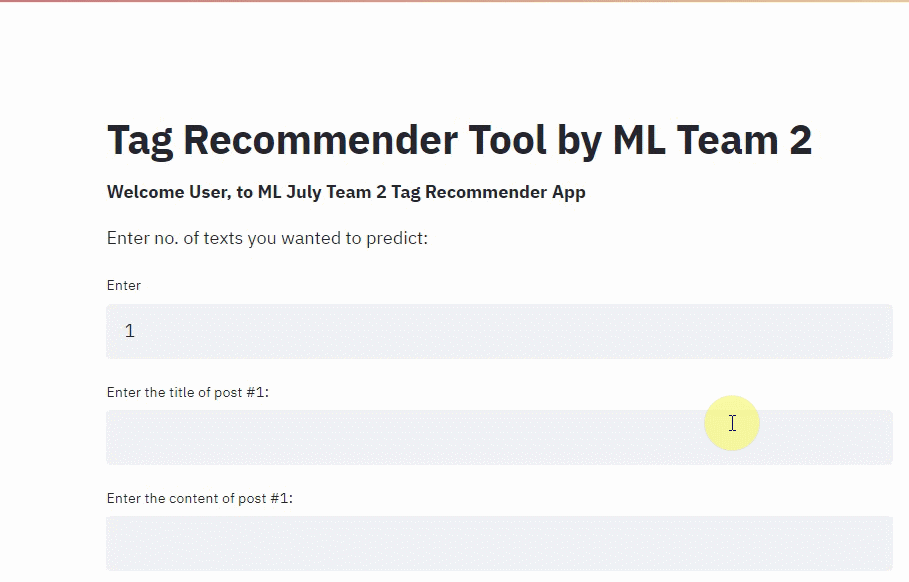 Tag Recommender Tool by ML Team 2
Welcome User, to ML July Team 2 Tag Recommender App
Enter no. of texts you wanted to predict:
Enter
1
Enter the title of post #1:
Enter the content of post #1: